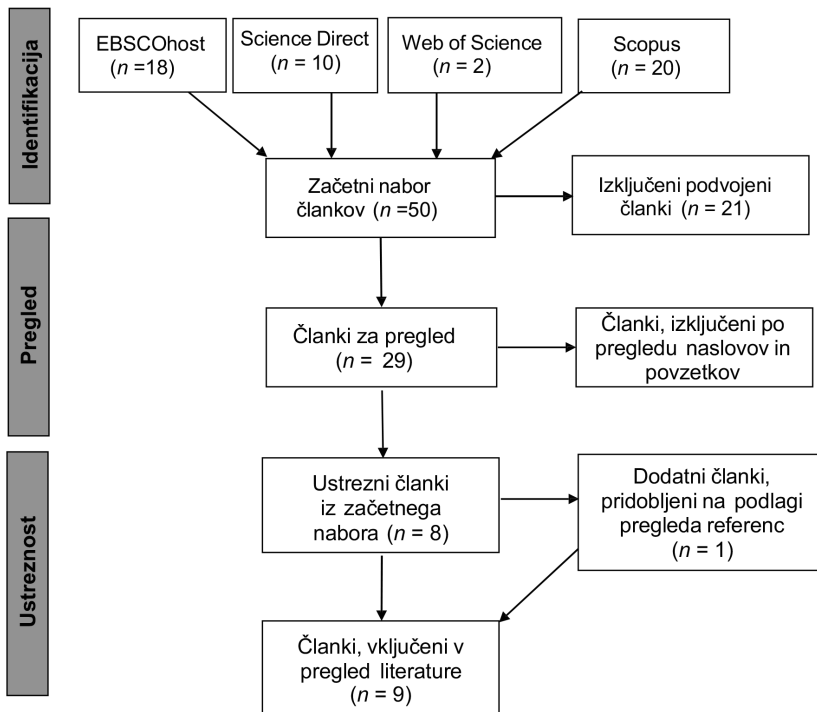 Identifikacija
EBSCOhost
(n =18)
Science Direct
(n = 10)
Web of Science
(n = 2)
Scopus
(n = 20)
Začetni nabor
člankov (n =50)
Izključeni podvojeni
članki (n = 21)
Pregled
Članki za pregled
(n = 29)
Članki, izključeni po
pregledu naslovov in
povzetkov
Ustreznost
Ustrezni članki
iz začetnega
nabora (n = 8)
Dodatni članki,
pridobljeni na podlagi
pregleda referenc
(n = 1)
Članki, vključeni v
pregled literature
(n = 9)